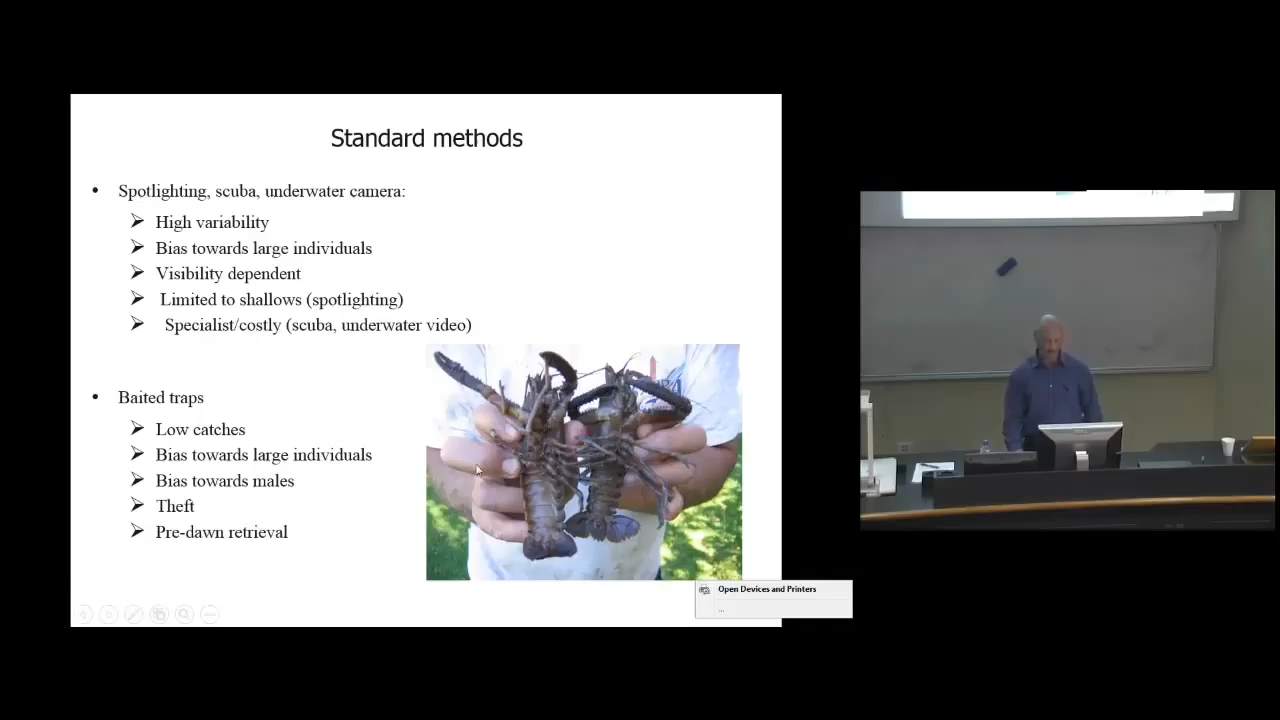 Standard methods
• Spotlighting, scuba, underwater camera:
➢ High variability
➢ Bias towards large individuals
➢ Visibility dependent
➢ Limited to shallows (spotlighting)
➢ Specialist/costly (scuba, underwater video)
• Baited traps
➢ Low catches
➢ Bias towards large individuals
➢ Bias towards males
➢ Theft
➢ Pre-dawn retrieval
Open Devices and Printers
...